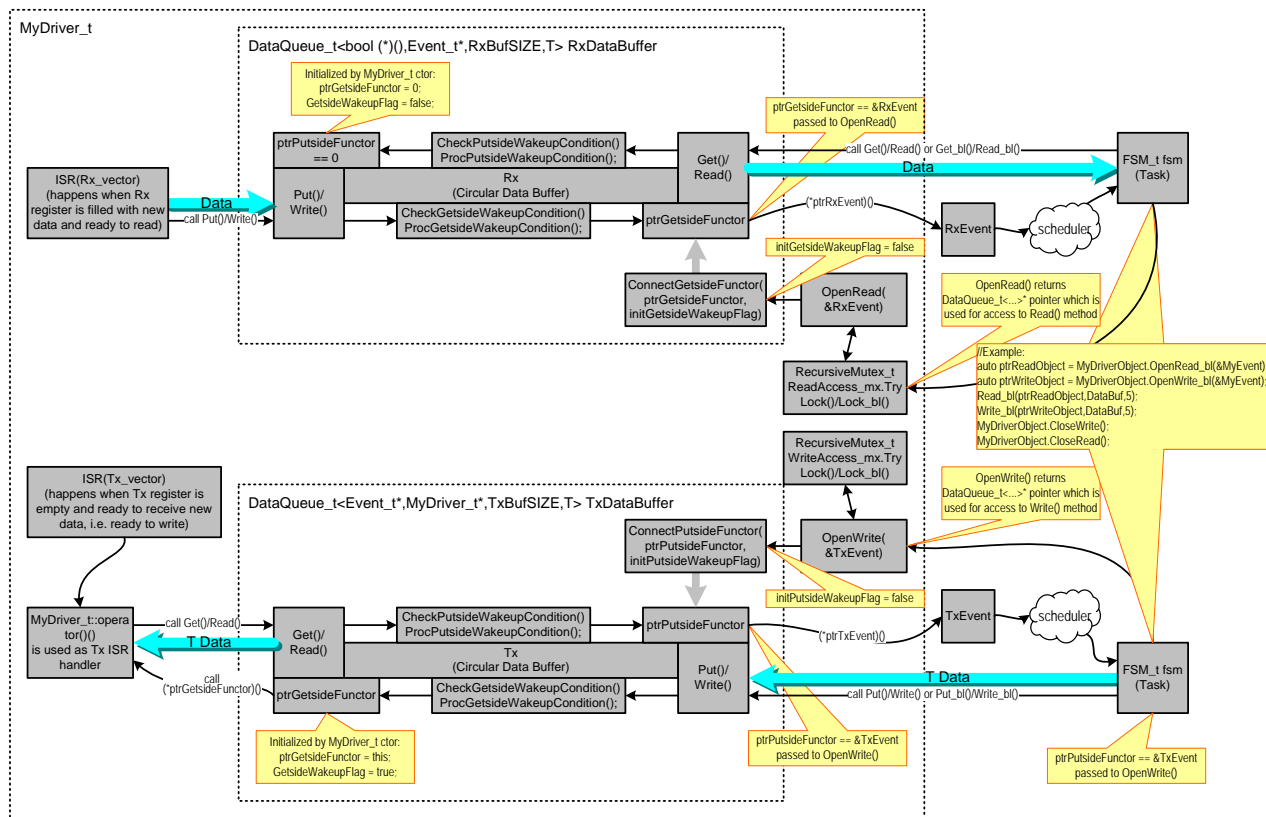 MyDriver_t
DataQueue_t<bool (*)(),Event_t*,RxBufSIZE,T> RxDataBuffer
Initialized by MyDriver_t ctor:
ptrGetsideFunctor = 0;
GetsideWakeupFlag = false;
ptrGetsideFunctor == &RxEvent
passed to OpenRead()
ptrPutsideFunctor
== 0
CheckPutsideWakeupCondition()
ProcPutsideWakeupCondition();
Get()/
Read()
call Get()/Read() or Get_bl()/Read_bl()
Data
FSM_t fsm
(Task)
ISR(Rx_vector)
(happens when Rx
register is filled with new
data and ready to read)
Data
call Put()/Write()
Put()/
Write()
Rx
(Circular Data Buffer)
CheckGetsideWakeupCondition()
ProcGetsideWakeupCondition();
ptrGetsideFunctor
(*ptrRxEvent)()
RxEvent
scheduler
initGetsideWakeupFlag = false
ConnectGetsideFunctor(
ptrGetsideFunctor,
initGetsideWakeupFlag)
OpenRead(
&RxEvent)
OpenRead() returns
DataQueue_t<...>* pointer which is
used for access to Read() method
RecursiveMutex_t
ReadAccess_mx.Try
Lock()/Lock_bl()
//Example:
auto ptrReadObject = MyDriverObject.OpenRead_bl(&MyEvent)
auto ptrWriteObject = MyDriverObject.OpenWrite_bl(&MyEvent);
Read_bl(ptrReadObject,DataBuf,5);
Write_bl(ptrWriteObject,DataBuf,5);
MyDriverObject.CloseWrite();
MyDriverObject.CloseRead();
RecursiveMutex_t
WriteAccess_mx.Try
Lock()/Lock_bl()
ISR(Tx_vector)
(happens when Tx register is
empty and ready to receive new
data, i.e. ready to write)
DataQueue_t<Event_t*,MyDriver_t*,TxBufSIZE,T> TxDataBuffer
OpenWrite() returns
DataQueue_t<...>* pointer which is
used for access to Write() method
ConnectPutsideFunctor(
ptrPutsideFunctor,
initPutsideWakeupFlag)
OpenWrite(
&TxEvent)
initPutsideWakeupFlag = false
MyDriver_t::opera
tor()()
is used as Tx ISR
handler
call Get()/Read()
T Data
call
(*ptrGetsideFunctor)()
Get()/
Read()
CheckPutsideWakeupCondition()
ProcPutsideWakeupCondition();
ptrPutsideFunctor
(*ptrTxEvent)()
TxEvent
scheduler
Tx
(Circular Data Buffer)
Put()/
Write()
T Data
call Put()/Write() or Put_bl()/Write_bl()
FSM_t fsm
(Task)
ptrGetsideFunctor
CheckGetsideWakeupCondition()
ProcGetsideWakeupCondition();
Initialized by MyDriver_t ctor:
ptrGetsideFunctor = this;
GetsideWakeupFlag = true;
ptrPutsideFunctor == &TxEvent
passed to OpenWrite()
ptrPutsideFunctor == &TxEvent
passed to OpenWrite()